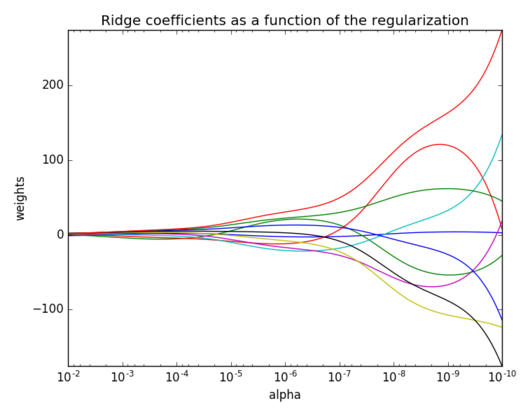 Ridge coefficients as a function of the regularization
200
100
0
−100
weights
10⁻² 10⁻³ 10⁻⁴ 10⁻⁵ 10⁻⁶ 10⁻⁷ 10⁻⁸ 10⁻⁹ 10⁻¹⁰
alpha